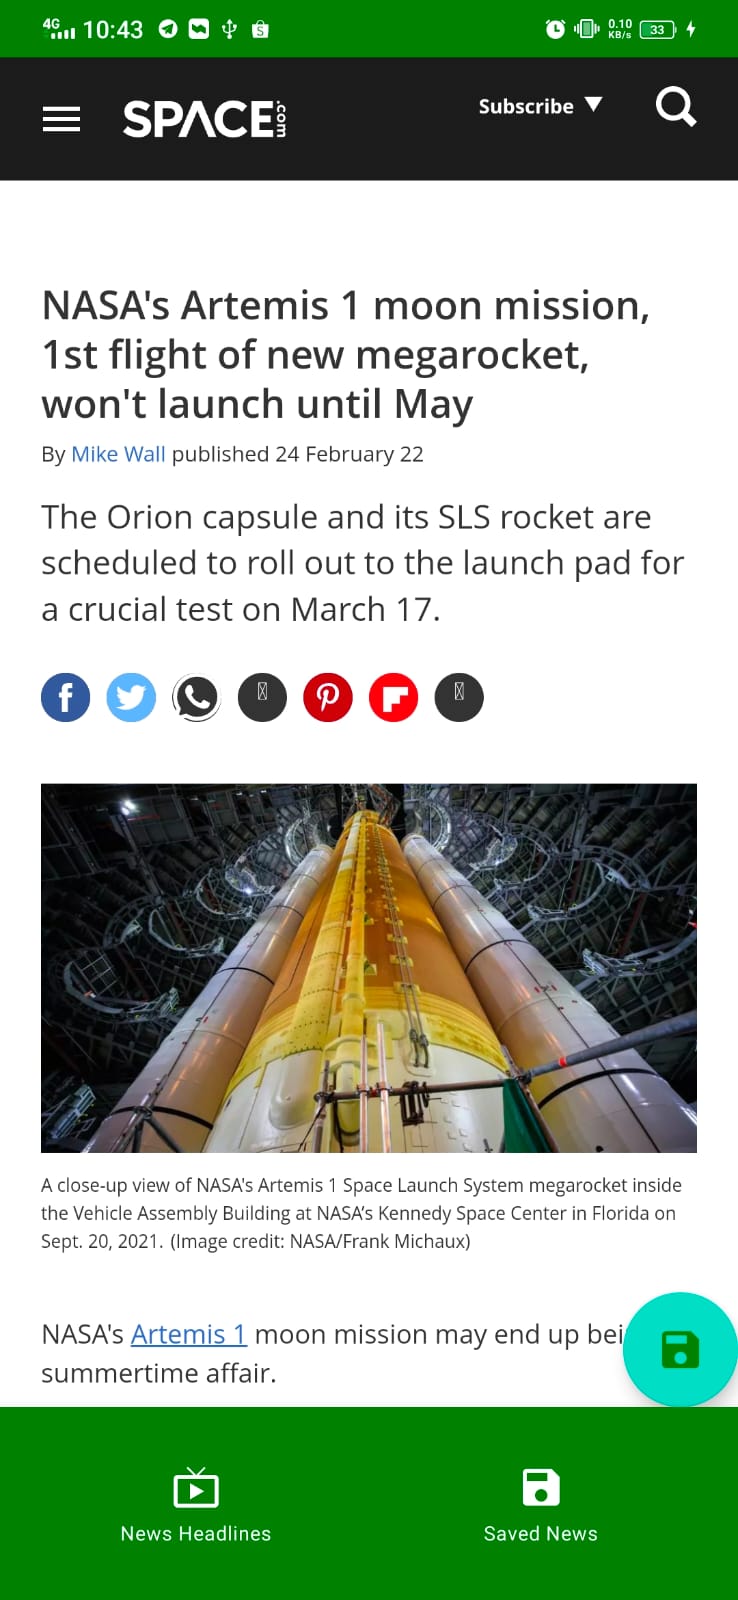 4G 10:43 0.10 KB/s 33
SPACE.com Subscribe
NASA's Artemis 1 moon mission,
1st flight of new megarocket,
won't launch until May
By Mike Wall published 24 February 22
The Orion capsule and its SLS rocket are
scheduled to roll out to the launch pad for
a crucial test on March 17.
A close-up view of NASA's Artemis 1 Space Launch System megarocket inside
the Vehicle Assembly Building at NASA's Kennedy Space Center in Florida on
Sept. 20, 2021. (Image credit: NASA/Frank Michaux)
NASA's Artemis 1 moon mission may end up bei
summertime affair.
News Headlines Saved News